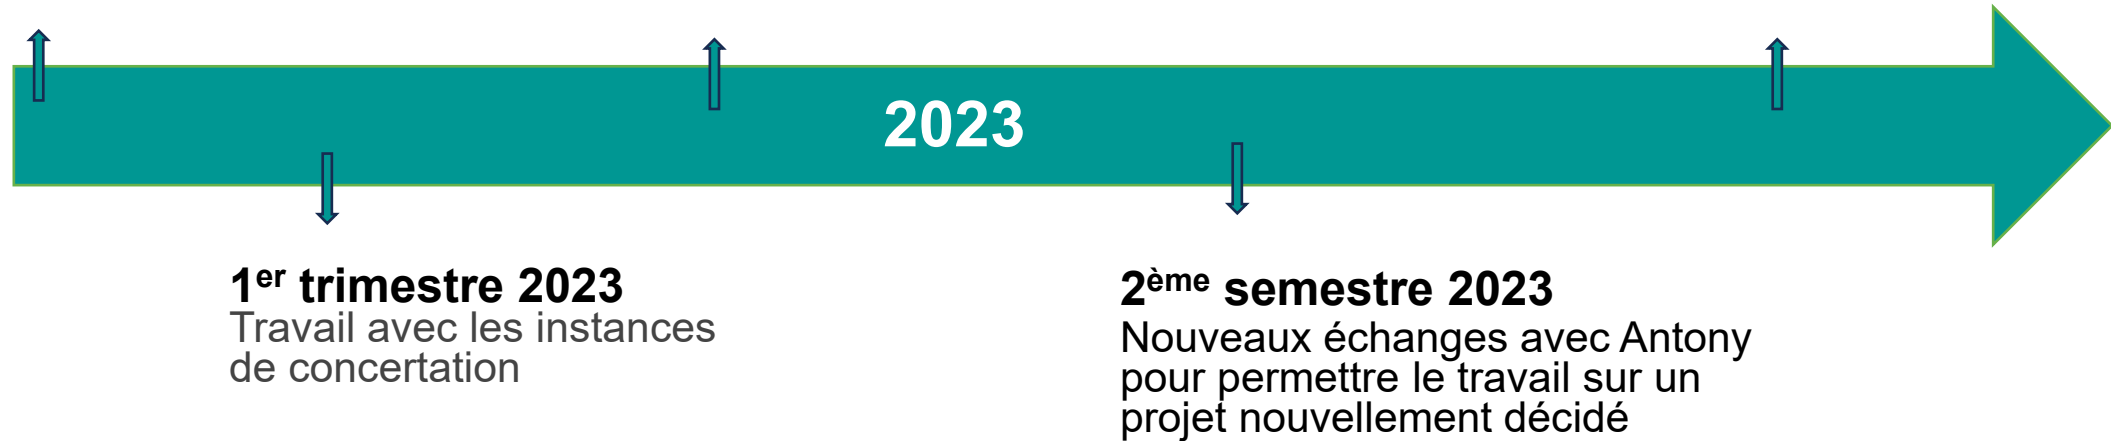 2023
1er trimestre 2023
Travail avec les instances
de concertation
2ème semestre 2023
Nouveaux échanges avec Antony
pour permettre le travail sur un
projet nouvellement décidé